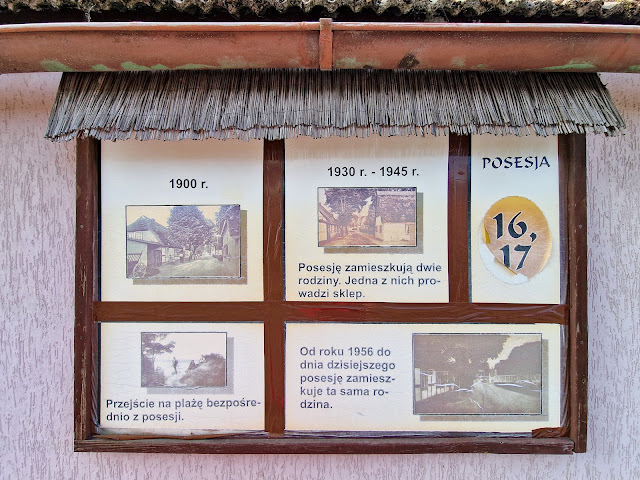 1900 r.
1930 r. - 1945 r.
Posesję zamieszkują dwie
rodziny. Jedna z nich pro-
wadzi sklep.
POSESJA
16,
17
Przejście na plażę bezpośre-
dnio z posesji.
Od roku 1956 do
dnia dzisiejszego
posesję zamiesz-
kuje ta sama ro-
dzina.